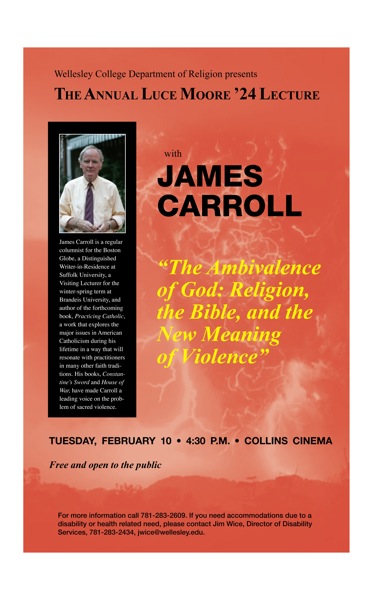 Wellesley College Department of Religion presents
THE ANNUAL LUCE MOORE ’24 LECTURE
with
JAMES
CARROLL
James Carroll is a regular
columnist for the Boston
Globe, a Distinguished
Writer-in-Residence at
Suffolk University, a
Visiting Lecturer for the
winter-spring term at
Brandeis University, and
author of the forthcoming
book, Practicing Catholic,
a work that explores the
major issues in American
Catholicism during his
lifetime in a way that will
resonate with practitioners
in many other faith tradi-
tions. His books, Constan-
tine’s Sword and House of
War, have made Carroll a
leading voice on the prob-
lem of sacred violence.
“The Ambivalence
of God: Religion,
the Bible, and the
New Meaning
of Violence”
TUESDAY, FEBRUARY 10 • 4:30 P.M. • COLLINS CINEMA
Free and open to the public
For more information call 781-283-2609. If you need accommodations due to a
disability or health related need, please contact Jim Wice, Director of Disability
Services, 781-283-2434, jwice@wellesley.edu.